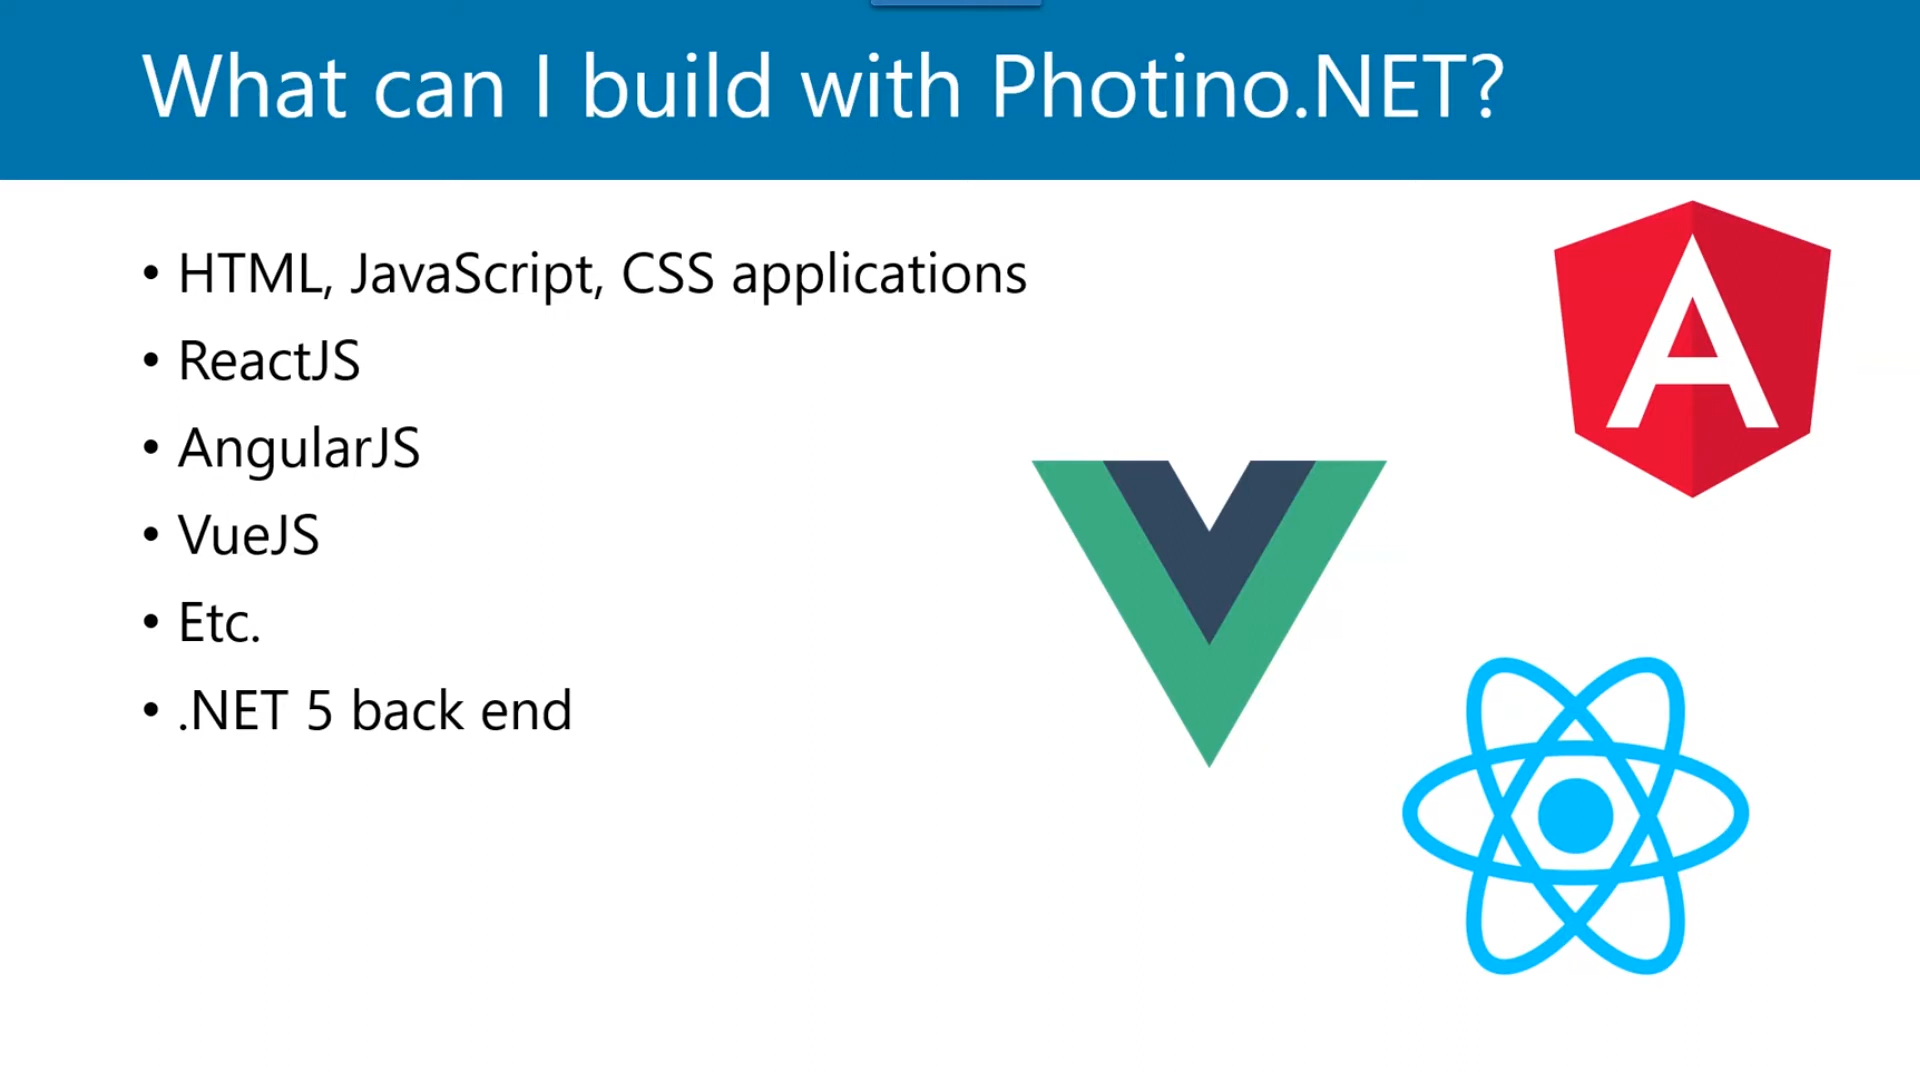 What can I build with Photino.NET?
• HTML, JavaScript, CSS applications
• ReactJS
• AngularJS
• VueJS
• Etc.
• .NET 5 back end
A